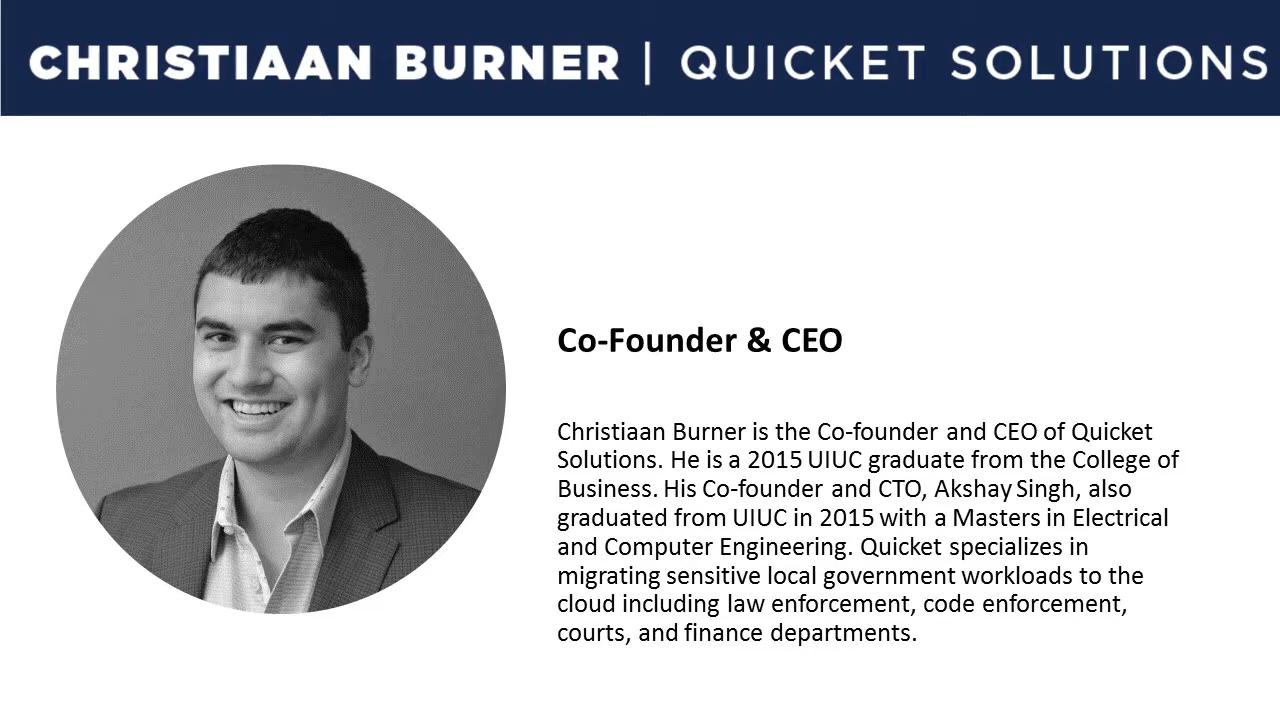 CHRISTIAAN BURNER | QUICKET SOLUTIONS
Co-Founder & CEO
Christiaan Burner is the Co-founder and CEO of Quicket
Solutions. He is a 2015 UIUC graduate from the College of
Business. His Co-founder and CTO, Akshay Singh, also
graduated from UIUC in 2015 with a Masters in Electrical
and Computer Engineering. Quicket specializes in
migrating sensitive local government workloads to the
cloud including law enforcement, code enforcement,
courts, and finance departments.